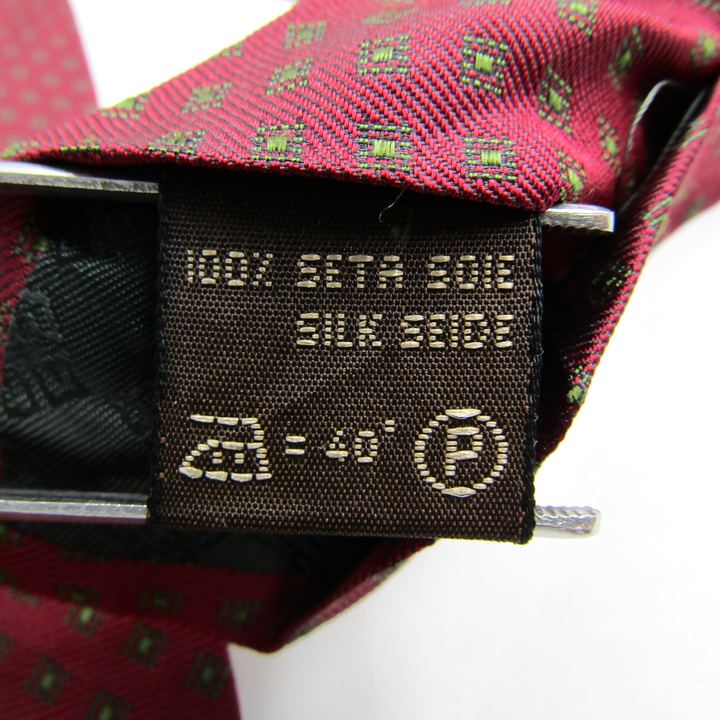 100% SETA SOIE
SILK SEIDE
= 40° P